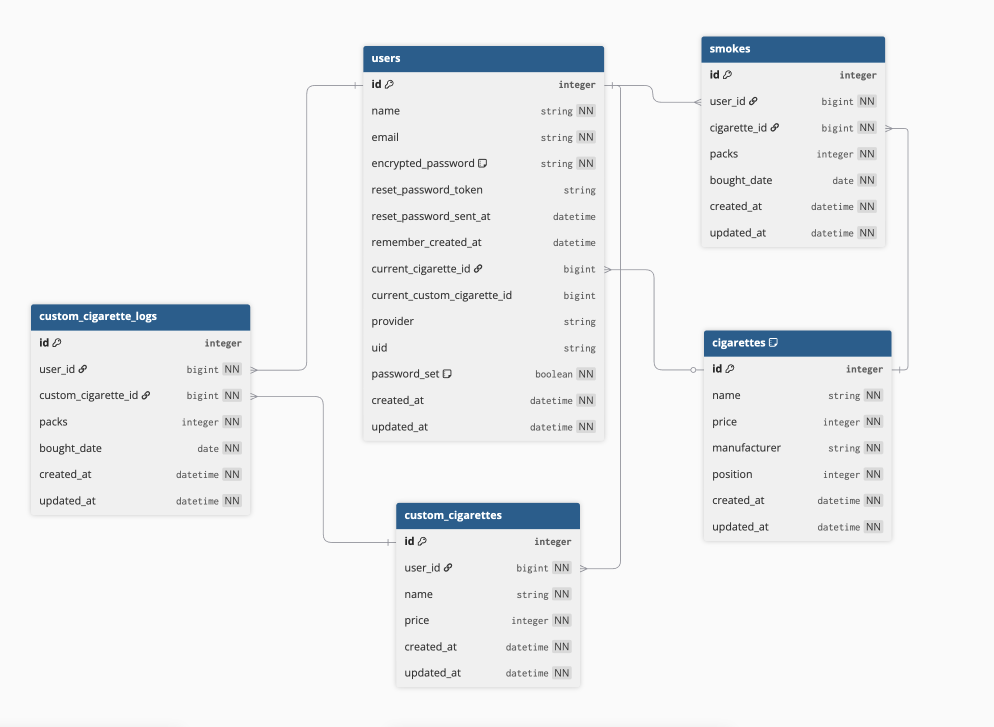 users
id integer
name string NN
email string NN
encrypted_password string NN
reset_password_token string
reset_password_sent_at datetime
remember_created_at datetime
current_cigarette_id bigint
current_custom_cigarette_id bigint
provider string
uid string
password_set boolean NN
created_at datetime NN
updated_at datetime NN
smokes
id integer
user_id bigint NN
cigarette_id bigint NN
packs integer NN
bought_date date NN
created_at datetime NN
updated_at datetime NN
custom_cigarette_logs
id integer
user_id bigint NN
custom_cigarette_id bigint NN
packs integer NN
bought_date date NN
created_at datetime NN
updated_at datetime NN
cigarettes
id integer
name string NN
price integer NN
manufacturer string NN
position integer NN
created_at datetime NN
updated_at datetime NN
custom_cigarettes
id integer
user_id bigint NN
name string NN
price integer NN
created_at datetime NN
updated_at datetime NN